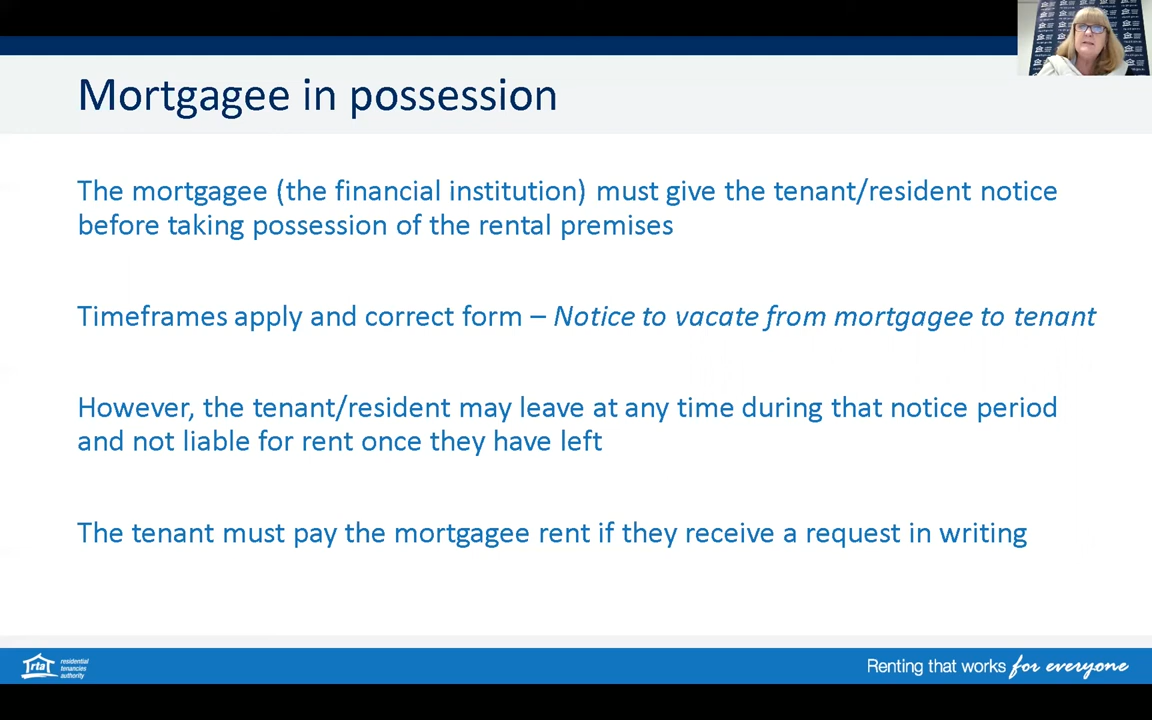 Mortgagee in possession
The mortgagee (the financial institution) must give the tenant/resident notice
before taking possession of the rental premises
Timeframes apply and correct form – Notice to vacate from mortgagee to tenant
However, the tenant/resident may leave at any time during that notice period
and not liable for rent once they have left
The tenant must pay the mortgagee rent if they receive a request in writing
rta
residential
tenancies
authority
Renting that works for everyone